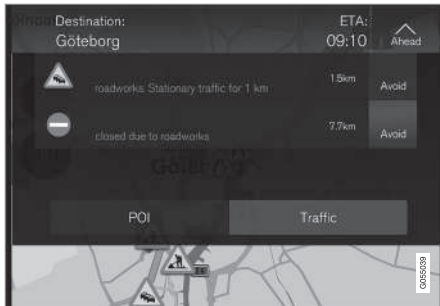 Destination:
ETA:
Göteborg
09:10
Ahead
roadworks. Stationary traffic for 1 km
1.5km
Avoid
closed due to roadworks
7.7km
Avoid
POI
Traffic
G055039